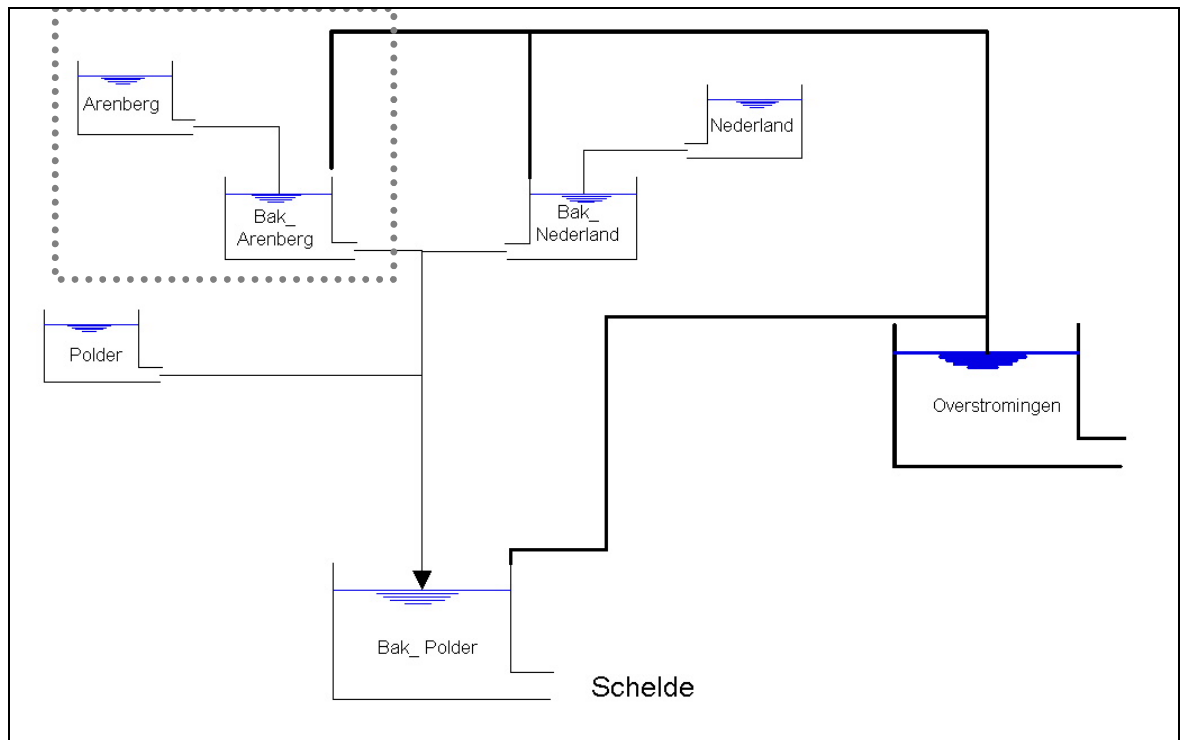 Arenberg
Nederland
Bak_
Arenberg
Bak_
Nederland
Polder
Overstromingen
Bak_ Polder
Schelde